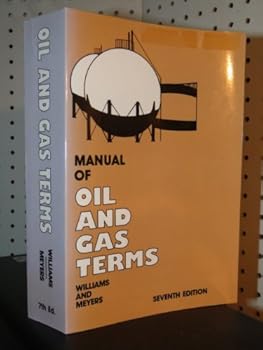 OIL AND GAS TERMS
WILLIAMS
MEYERS
7th Ed.
MANUAL
OF
OIL
AND
GAS
TERMS
WILLIAMS
AND
MEYERS
SEVENTH EDITION